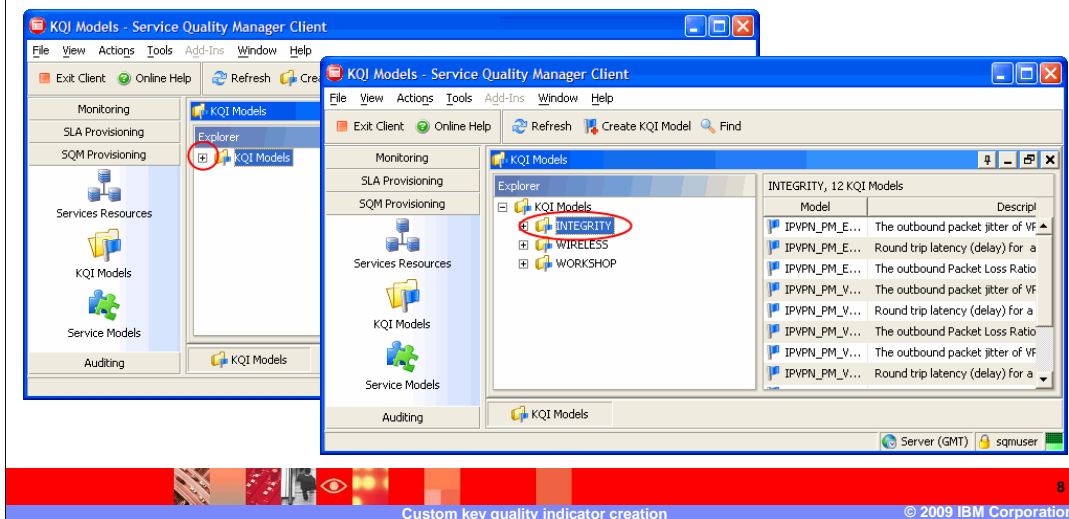 KQI Models - Service Quality Manager Client
File View Actions Tools Add-Ins Window Help
Exit Client Online Help Refresh
Monitoring
SLA Provisioning
SQM Provisioning
Services Resources
KQI Models
Service Models
Auditing
KQI Models
Explorer
KQI Models
KQI Models
KQI Models - Service Quality Manager Client
File View Actions Tools Add-Ins Window Help
Exit Client Online Help Refresh Create KQI Model Find
Monitoring
SLA Provisioning
SQM Provisioning
Services Resources
KQI Models
Service Models
Auditing
KQI Models
Explorer
KQI Models
INTEGRITY
WIRELESS
WORKSHOP
INTEGRITY, 12 KQI Models
Model Descript
IPVPN_PM_E... The outbound packet jitter of VF
IPVPN_PM_E... Round trip latency (delay) for a
IPVPN_PM_E... The outbound Packet Loss Ratio
IPVPN_PM_V... The outbound packet jitter of VF
IPVPN_PM_V... Round trip latency (delay) for a
IPVPN_PM_V... The outbound Packet Loss Ratio
IPVPN_PM_V... The outbound packet jitter of VF
IPVPN_PM_V... Round trip latency (delay) for a
KQI Models
Server (GMT) sqmuser
8
Custom key quality indicator creation
© 2009 IBM Corporation